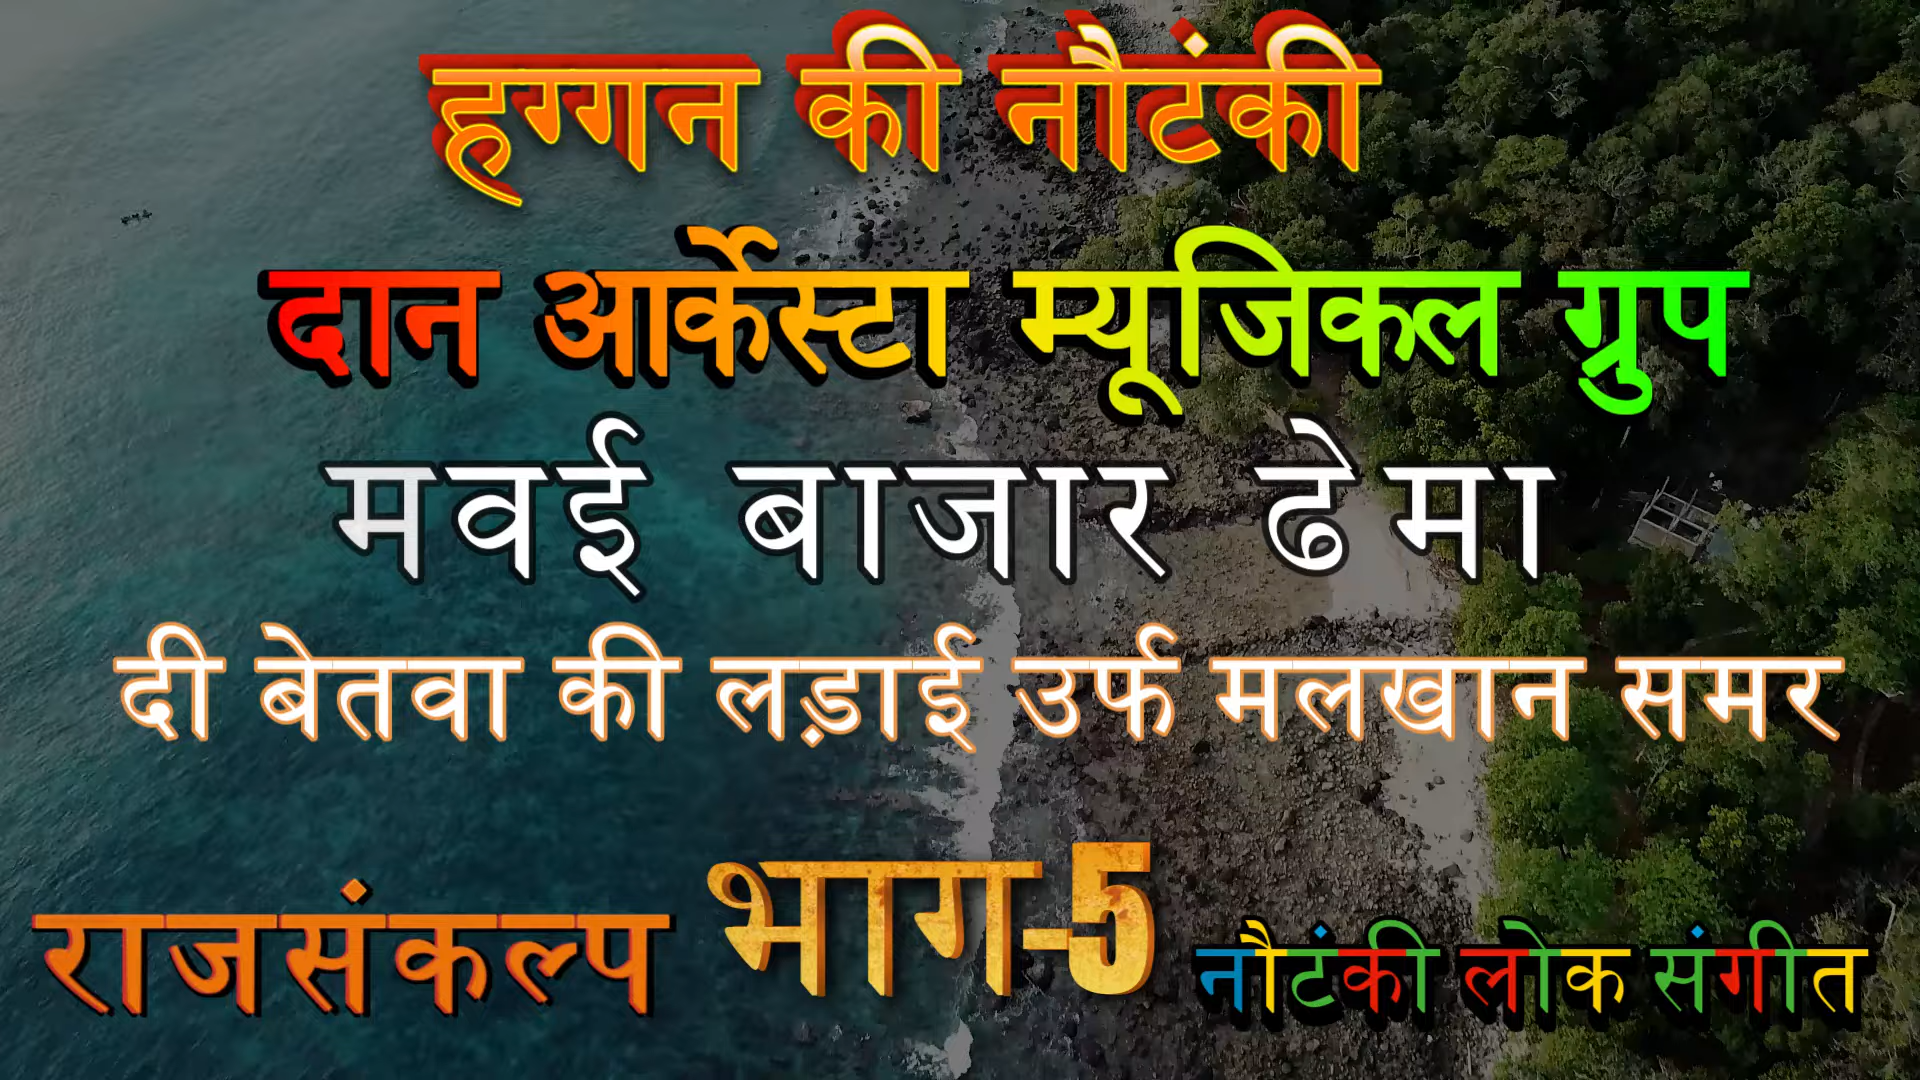 हग्गन की नौटंकी
दान आर्केस्टा म्यूजिकल ग्रुप
मवई बाजार ढेमा
दी बेतवा की लड़ाई उर्फ मलखान समर
राजसंकल्प भाग-5 नौटंकी लोक संगीत